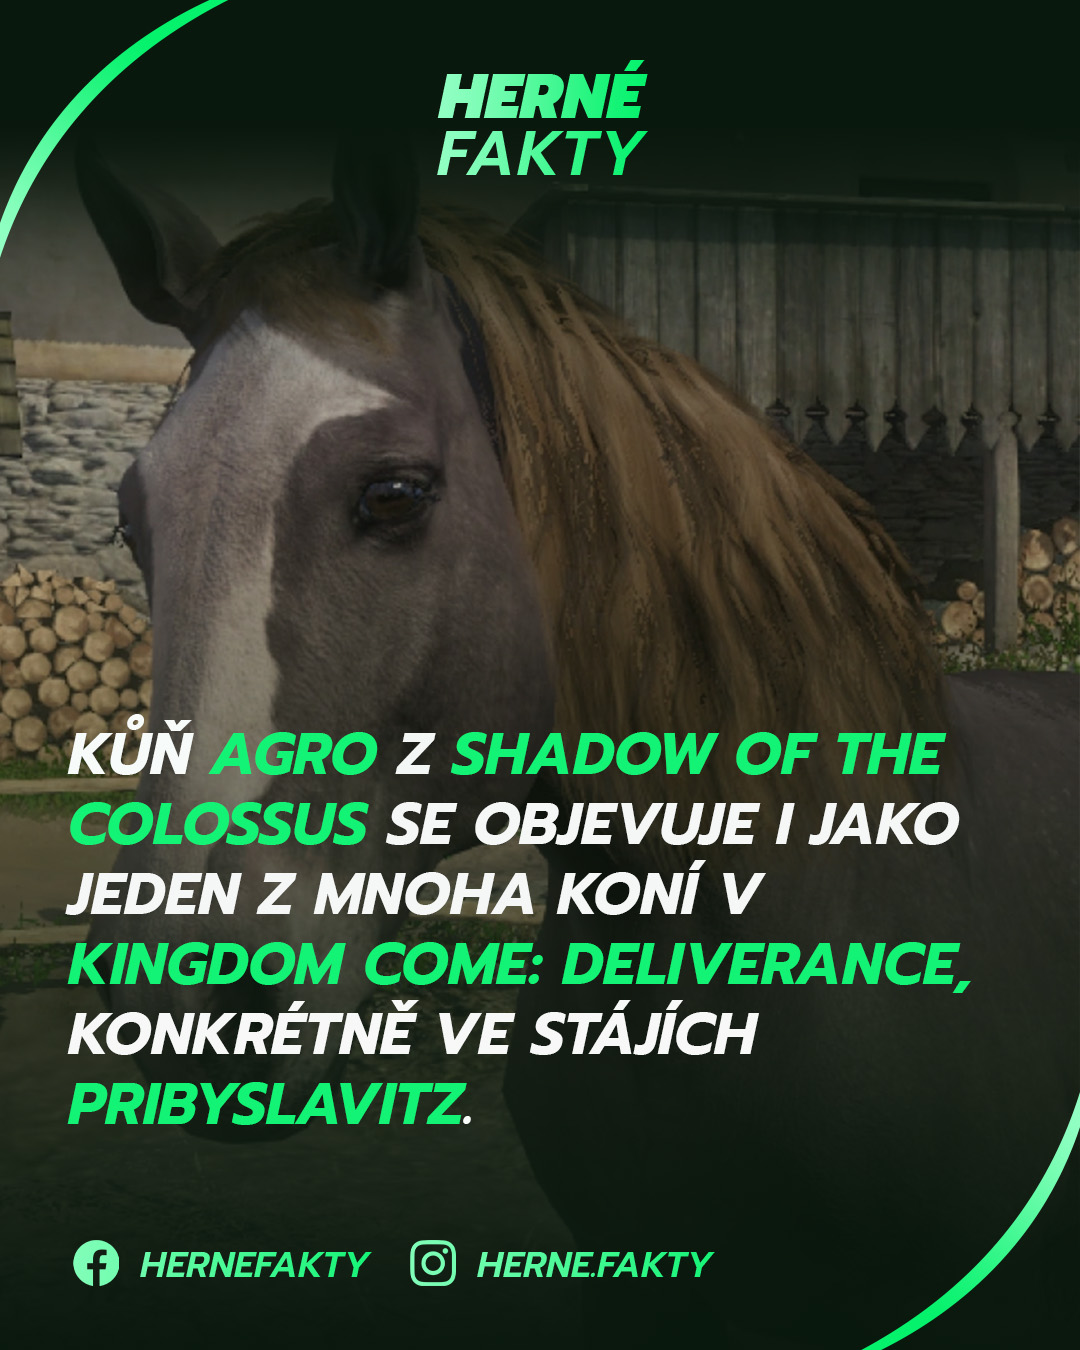 HERNÉ
FAKTY
KŮŇ AGRO Z SHADOW OF THE
COLOSSUS SE OBJEVUJE I JAKO
JEDEN Z MNOHA KONÍ V
KINGDOM COME: DELIVERANCE,
KONKRÉTNĚ VE STÁJÍCH
PRIBYSLAVITZ.
HERNEFAKTY HERNE.FAKTY